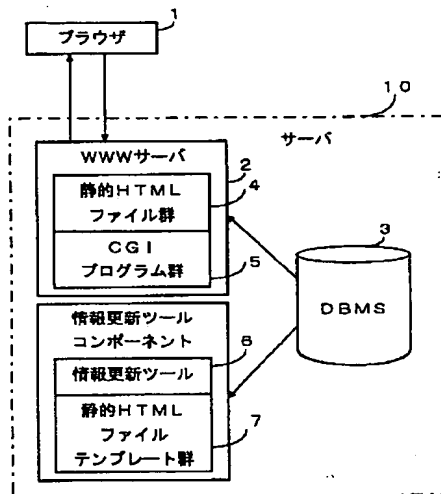 1
ブラウザ
10
サーバ
WWWサーバ
2
静的HTML
ファイル群
4
CGI
プログラム群
5
3
DBMS
情報更新ツール
コンポーネント
6
情報更新ツール
静的HTML
ファイル
テンプレート群
7